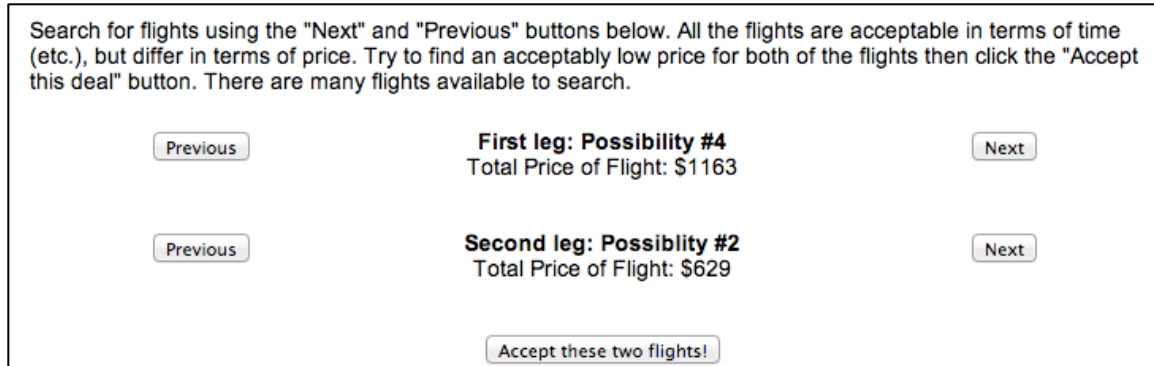 Search for flights using the "Next" and "Previous" buttons below. All the flights are acceptable in terms of time
(etc.), but differ in terms of price. Try to find an acceptably low price for both of the flights then click the "Accept
this deal" button. There are many flights available to search.
Previous First leg: Possibility #4 Next
Total Price of Flight: $1163
Previous Second leg: Possiblity #2 Next
Total Price of Flight: $629
Accept these two flights!